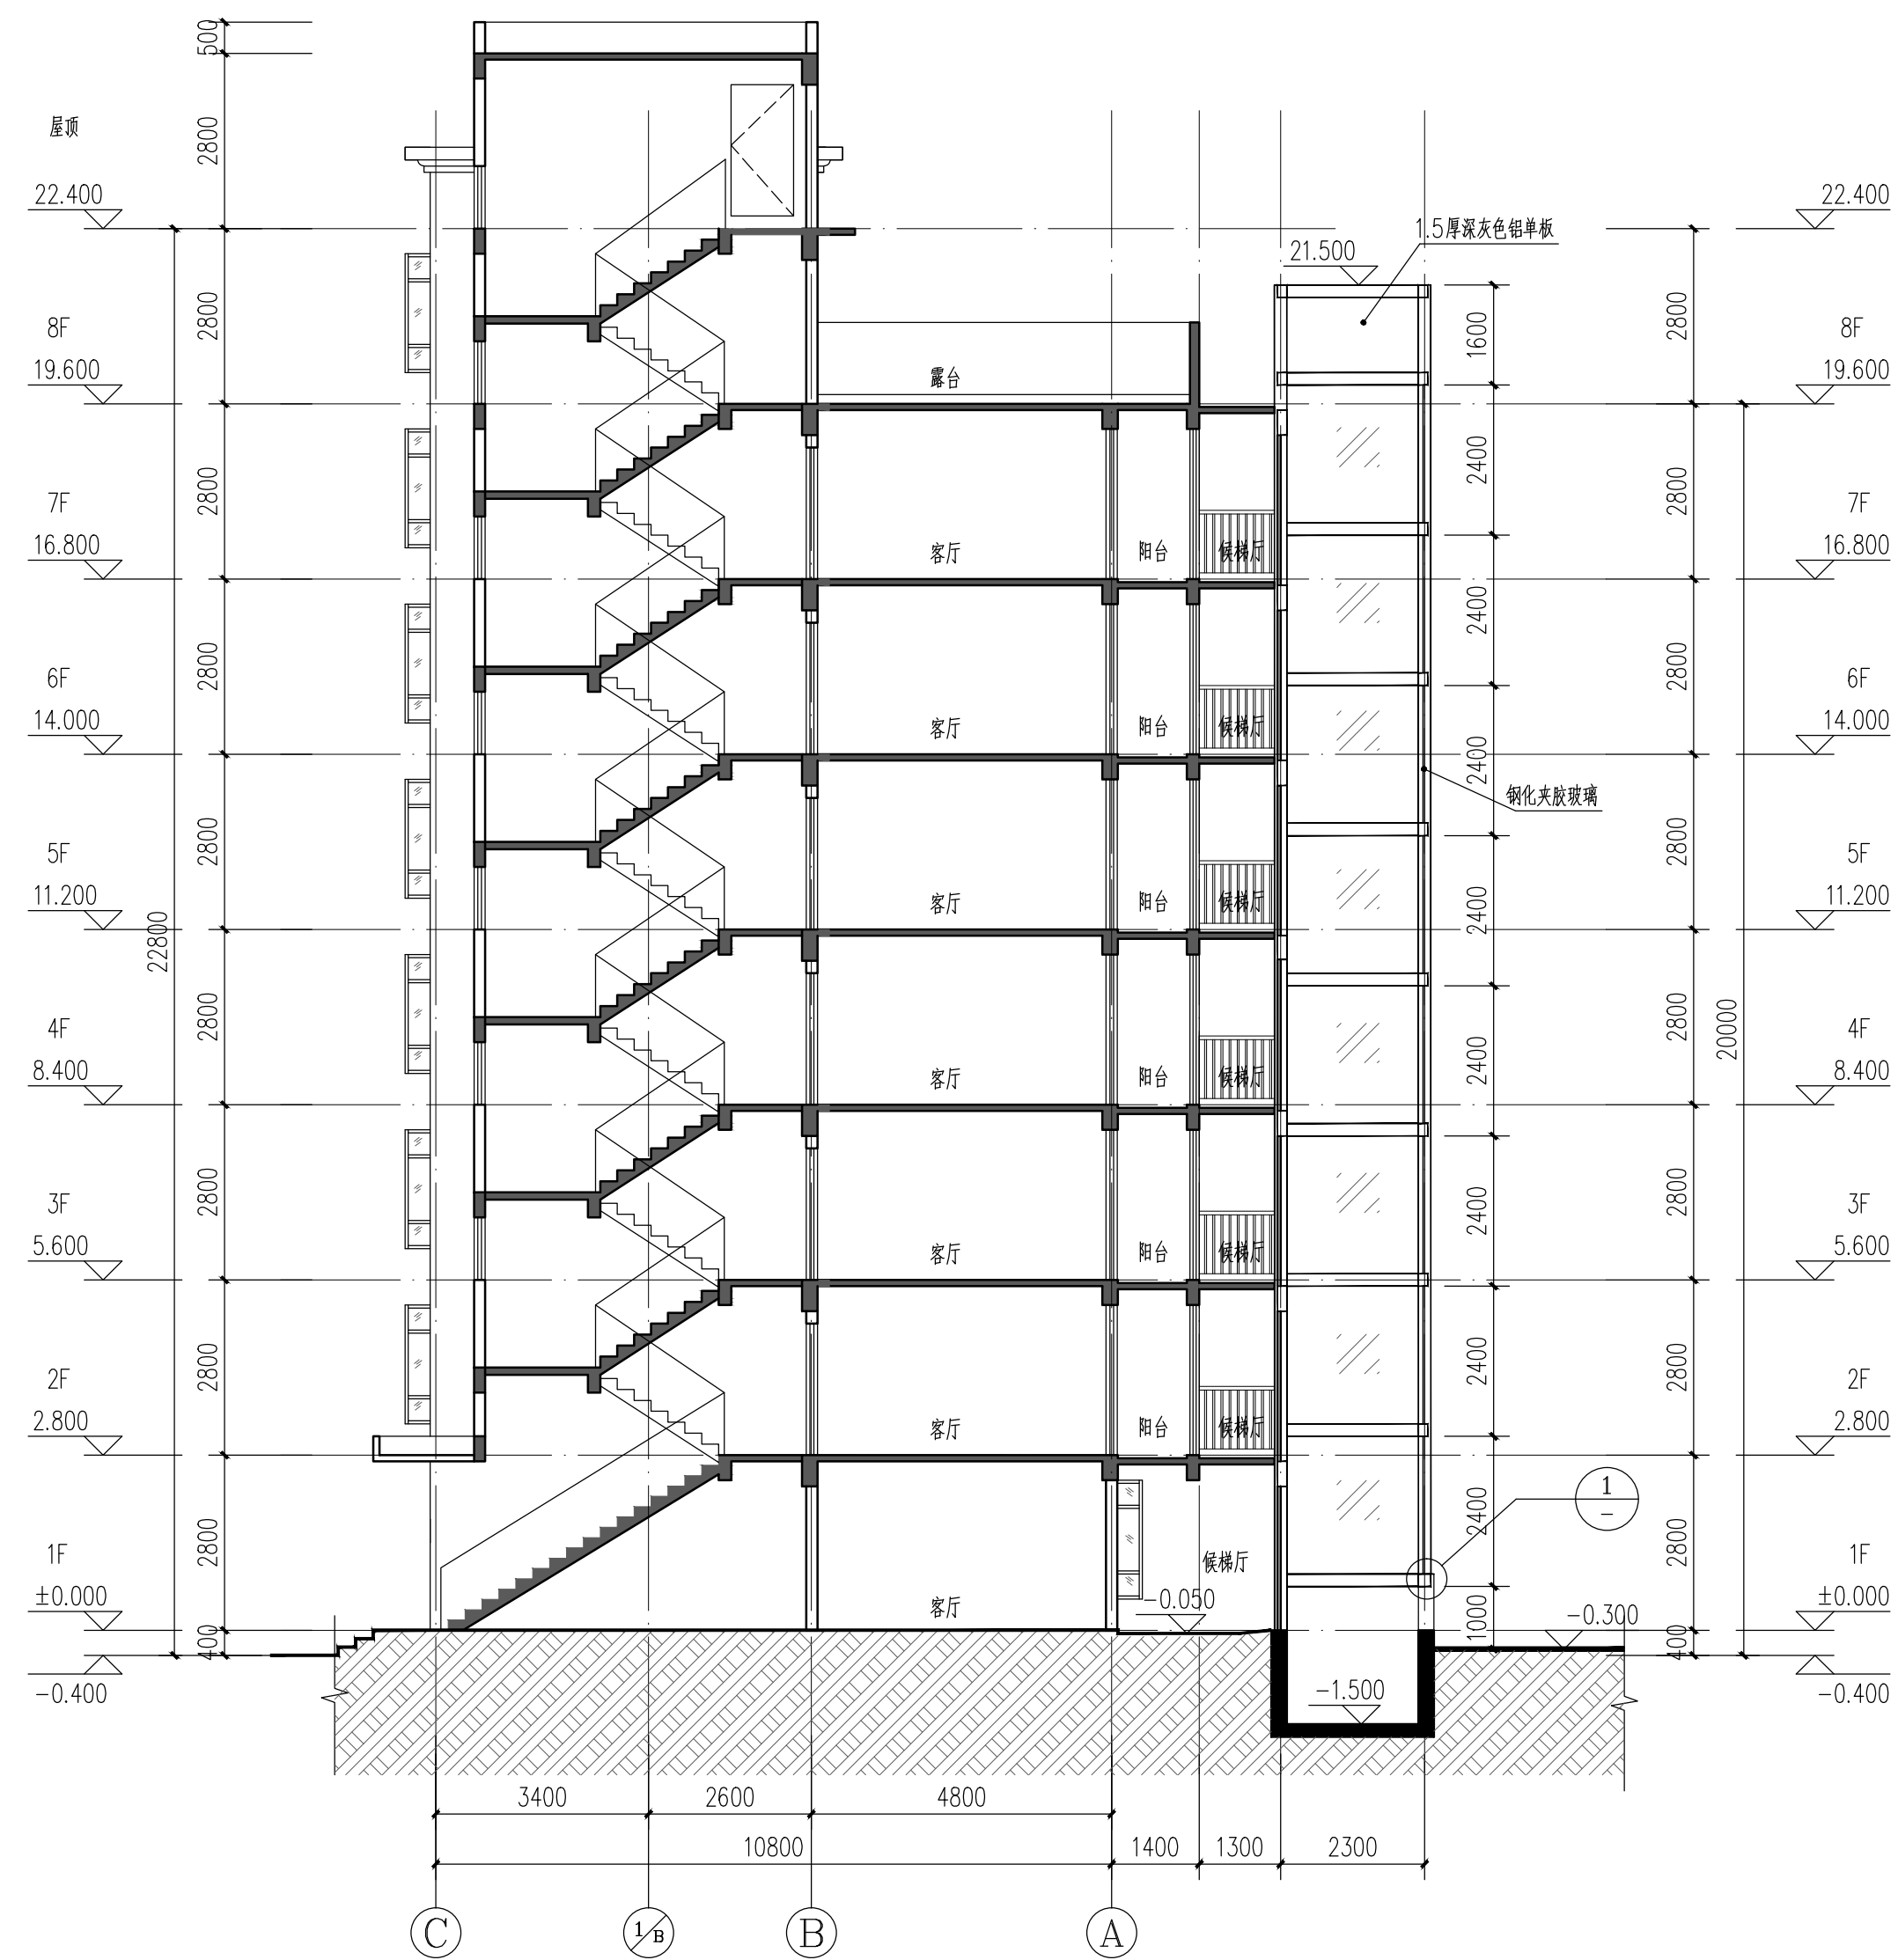 500
2800
屋顶
22.400
22.400
1.5厚深灰色铝单板
21.500
2800
1600
2800
8F
8F
19.600
19.600
露台
2800
2400
2800
7F
7F
16.800
16.800
客厅
阳台
候梯厅
2800
2400
2800
6F
6F
14.000
14.000
客厅
阳台
候梯厅
2400
钢化夹胶玻璃
2800
2800
5F
5F
11.200
11.200
客厅
阳台
候梯厅
2400
22800
2800
2800
20000
4F
4F
8.400
8.400
客厅
阳台
候梯厅
2400
2800
2400
2800
3F
3F
5.600
5.600
客厅
阳台
候梯厅
2800
2400
2800
2F
2F
2.800
2.800
客厅
阳台
候梯厅
1
-
2800
2400
2800
1F
1F
候梯厅
±0.000
±0.000
客厅
-0.050
1000
-0.300
400
400
-0.400
-0.400
-1.500
3400
2600
4800
10800
1400
1300
2300
C
1/B
B
A